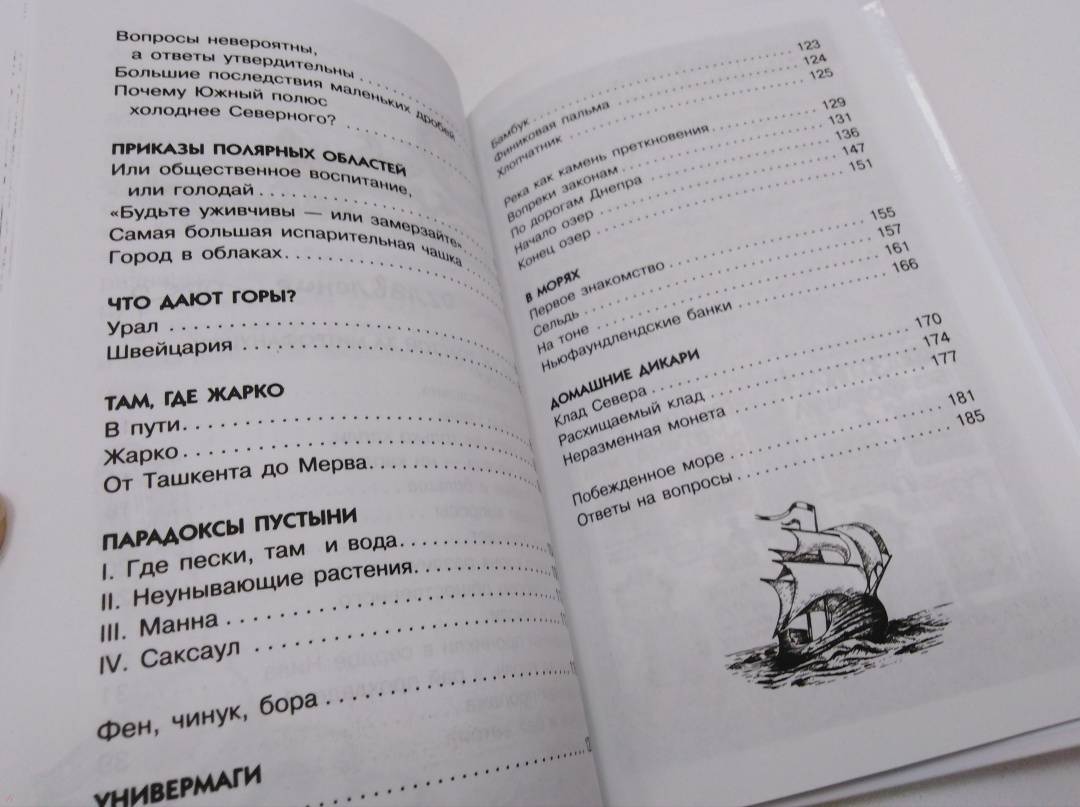 Вопросы невероятны,
а ответы утвердительны
Большие последствия маленьких дробей
Почему Южный полюс
холоднее Северного?
ПРИКАЗЫ ПОЛЯРНЫХ ОБЛАСТЕЙ
Или общественное воспитание,
или голодай
«Будьте уживчивы — или замерзайте»
Самая большая испарительная чашка
Город в облаках
ЧТО ДАЮТ ГОРЫ?
Урал
Швейцария
ТАМ, ГДЕ ЖАРКО
В пути
Жарко
От Ташкента до Мерва
ПАРАДОКСЫ ПУСТЫНИ
I. Где пески, там и вода
II. Неунывающие растения
III. Манна
IV. Саксаул
Фен, чинук, бора
УНИВЕРМАГИ
Бамбук 123
Финиковая пальма 124
Хлопчатник 125
Река как камень преткновения 129
Вопреки законам 131
По дорогам Днепра 136
Начало озер 147
Конец озер 151
В МОРЯХ
Первое знакомство 155
Сельдь 157
На тоне 161
Ньюфаундлендские банки 166
ДОМАШНИЕ ДИКАРИ
Клад Севера 170
Расхищаемый клад 174
Неразменная монета 177
Побежденное море 181
Ответы на вопросы 185